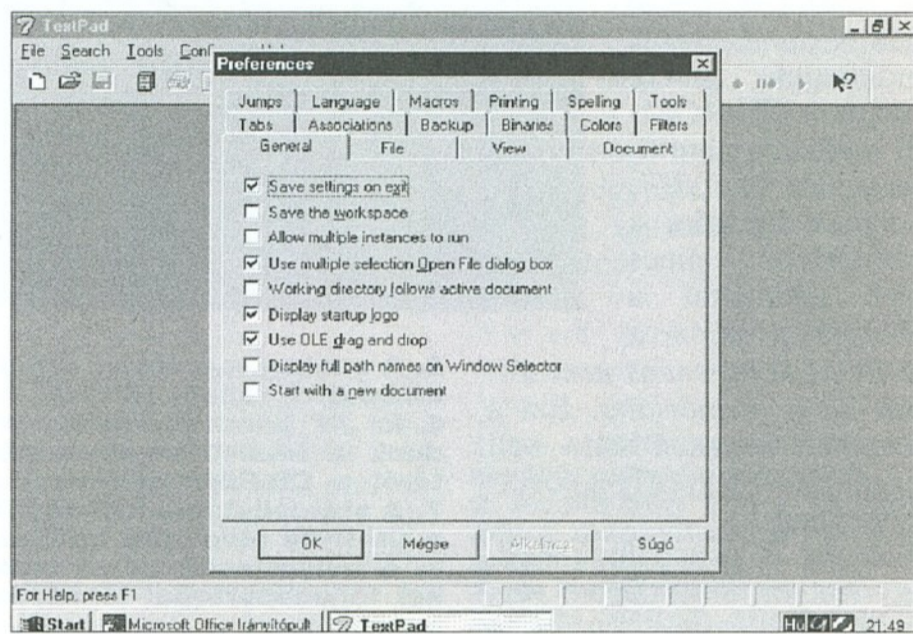 TextPad
File Search Tools
Preferences
Jumps Language Macros Printing Spelling Tools
Tabs Associations Backup Binaries Colors Filters
General File View Document
Save settings on exit
Save the workspace
Allow multiple instances to run
Use multiple selection Open File dialog box
Working directory follows active document
Display startup logo
Use OLE drag and drop
Display full path names on Window Selector
Start with a new document
OK Mégse Alkalmaz Súgó
For Help, press F1
Start Microsoft Office Irányítópult TextPad Hu 21:49